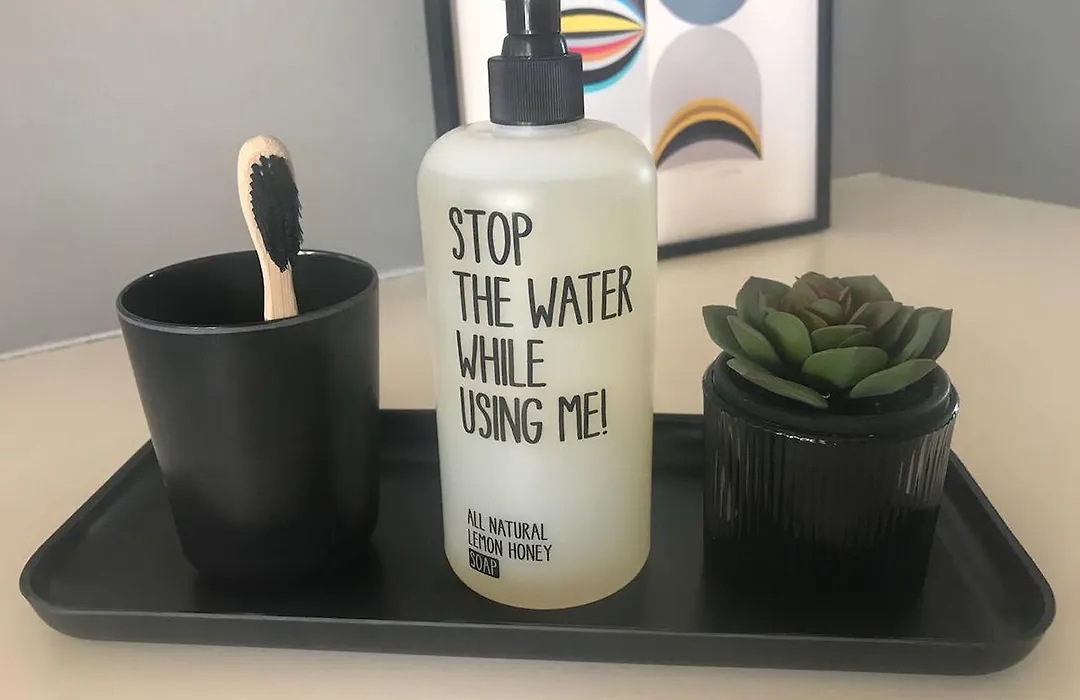 STOP
THE WATER
WHILE
USING ME!
ALL NATURAL
LEMON HONEY
SOAP